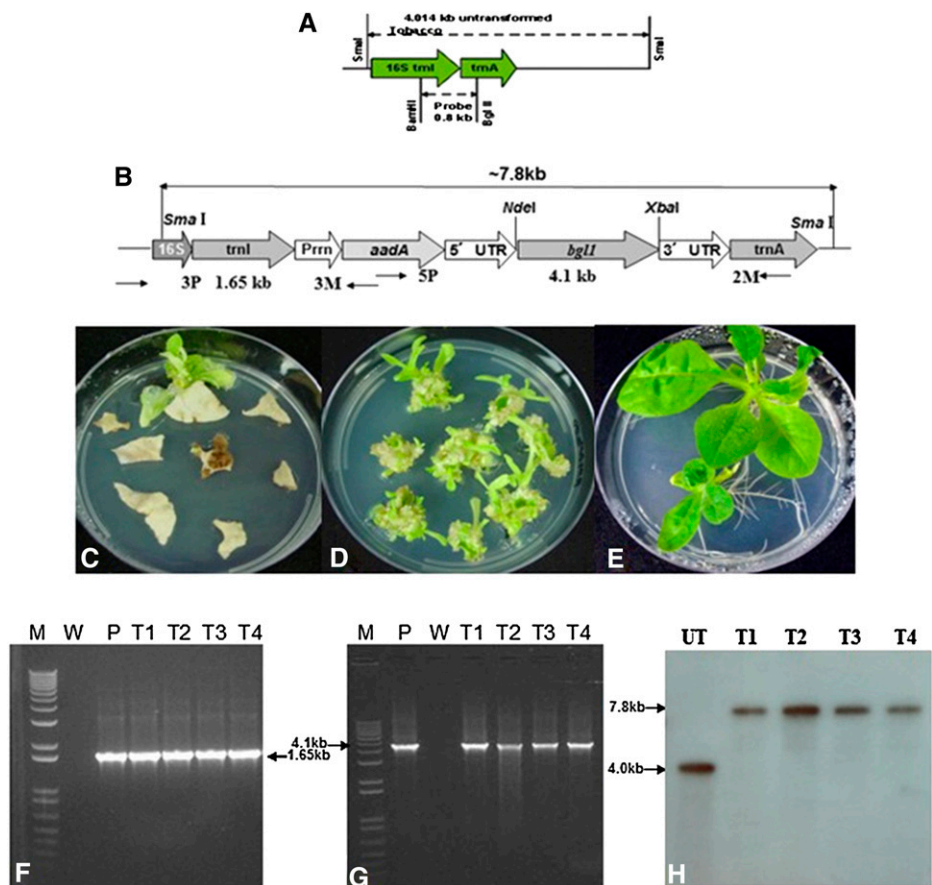 A
4.014 kb untransformed
Tobacco
SmaI
SmaI
16S trnI
trnA
BamHI
Probe
0.8 kb
Bgl II
B
~7.8kb
Sma I
NdeI
XbaI
Sma I
16S
trnI
Prrn
aadA
5′ UTR
bgl1
3′ UTR
trnA
3P
1.65 kb
3M
5P
4.1 kb
2M
C
D
E
M W P T1 T2 T3 T4
M P W T1 T2 T3 T4
UT T1 T2 T3 T4
4.1kb
1.65kb
7.8kb
4.0kb
F
G
H